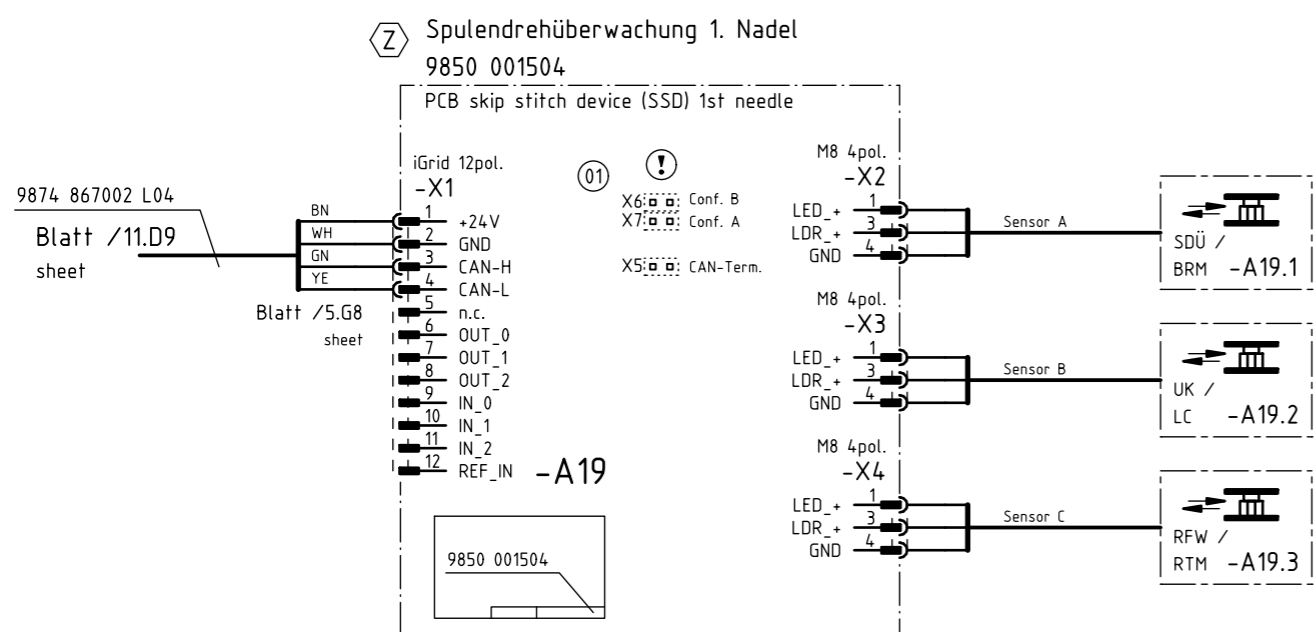 Z
Spulendrehüberwachung 1. Nadel
9850 001504
PCB skip stitch device (SSD) 1st needle
9874 867002 L04
Blatt /11.D9
sheet
BN
WH
GN
YE
Blatt /5.G8
sheet
iGrid 12pol.
-X1
1 +24V
2 GND
3 CAN-H
4 CAN-L
5 n.c.
6 OUT_0
7 OUT_1
8 OUT_2
9 IN_0
10 IN_1
11 IN_2
12 REF_IN
-A19
01
!
X6 Conf. B
X7 Conf. A
X5 CAN-Term.
9850 001504
M8 4pol.
-X2
LED_+ 1
LDR_+ 3
GND 4
Sensor A
SDÜ /
BRM -A19.1
M8 4pol.
-X3
LED_+ 1
LDR_+ 3
GND 4
Sensor B
UK /
LC -A19.2
M8 4pol.
-X4
LED_+ 1
LDR_+ 3
GND 4
Sensor C
RFW /
RTM -A19.3